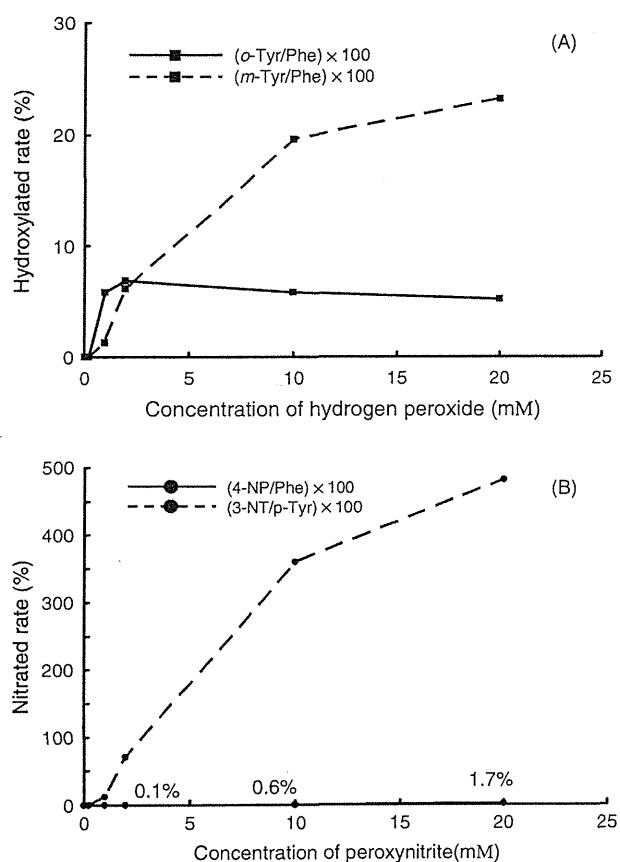 30
(A)
(o-Tyr/Phe) × 100
(m-Tyr/Phe) × 100
20
10
0
Hydroxylated rate (%)
0 5 10 15 20 25
Concentration of hydrogen peroxide (mM)
500
(B)
(4-NP/Phe) × 100
(3-NT/p-Tyr) × 100
400
300
200
100
0
Nitrated rate (%)
0.1% 0.6% 1.7%
0 5 10 15 20 25
Concentration of peroxynitrite(mM)